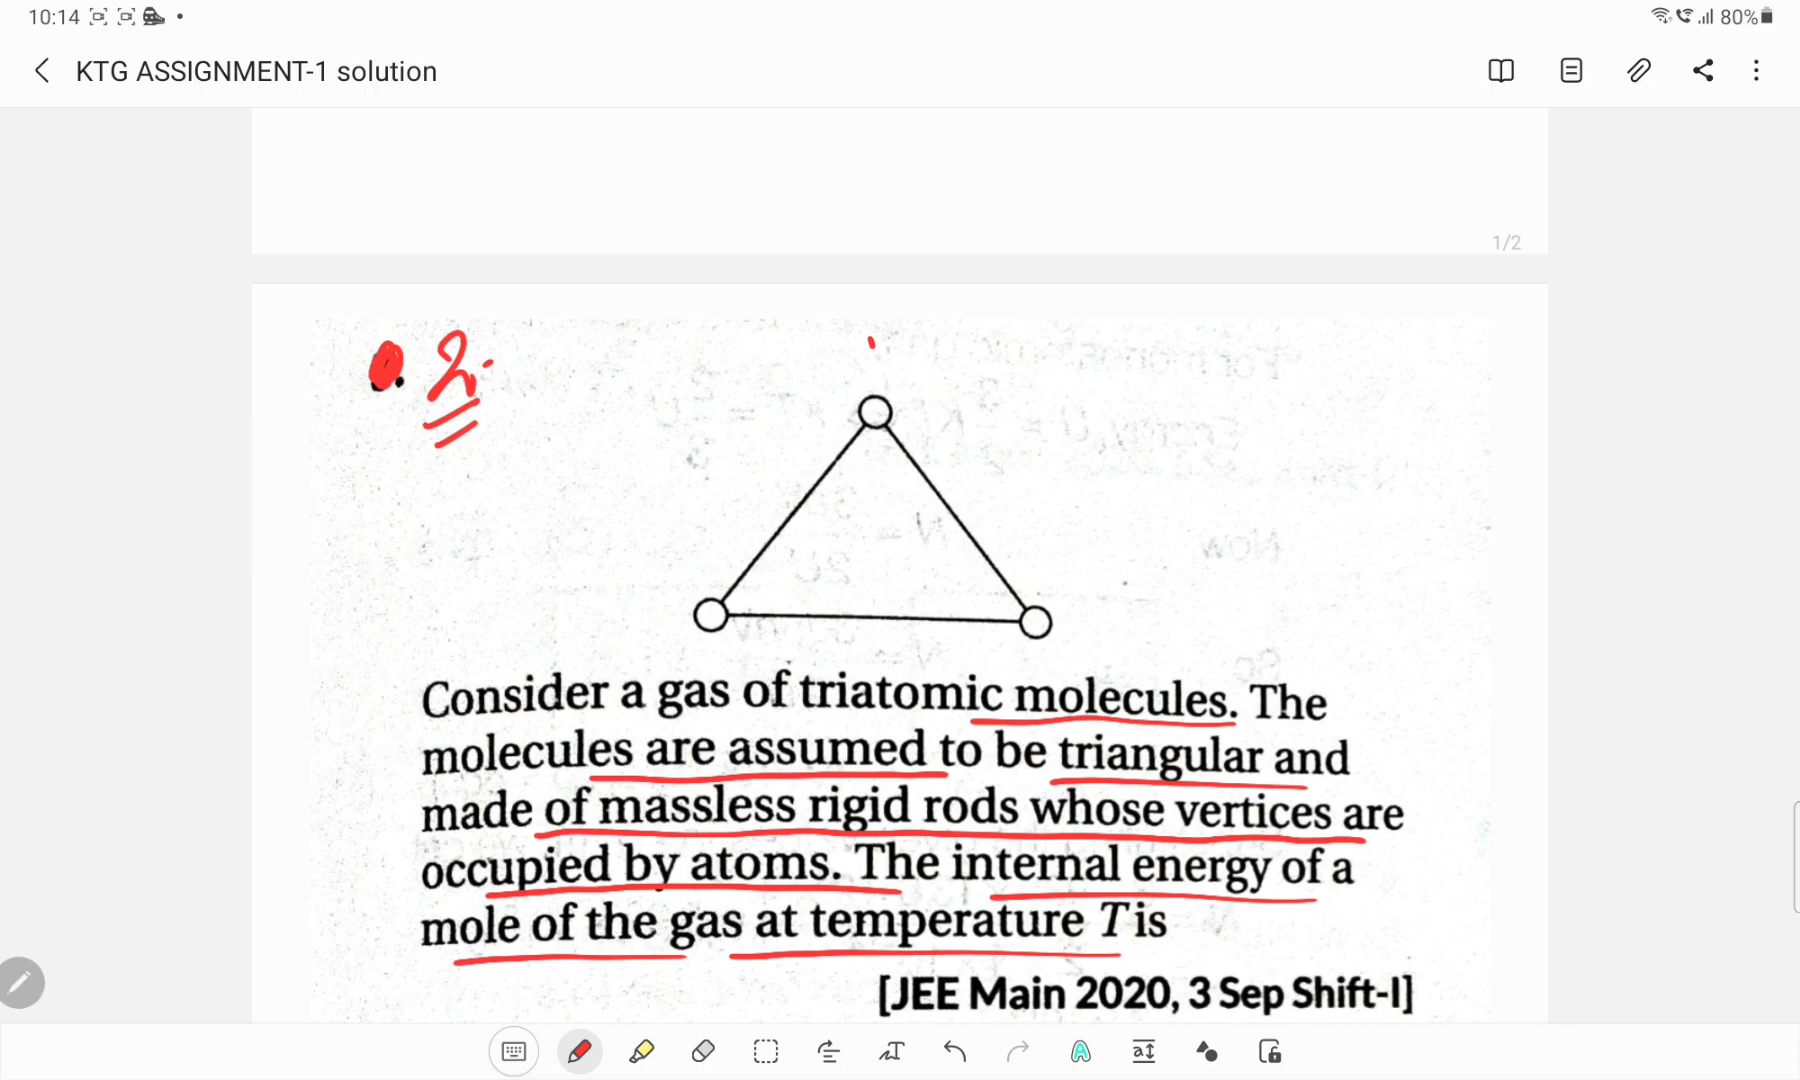 10:14 80%
KTG ASSIGNMENT-1 solution
1/2
2.
Consider a gas of triatomic molecules. The
molecules are assumed to be triangular and
made of massless rigid rods whose vertices are
occupied by atoms. The internal energy of a
mole of the gas at temperature T is
[JEE Main 2020, 3 Sep Shift-I]